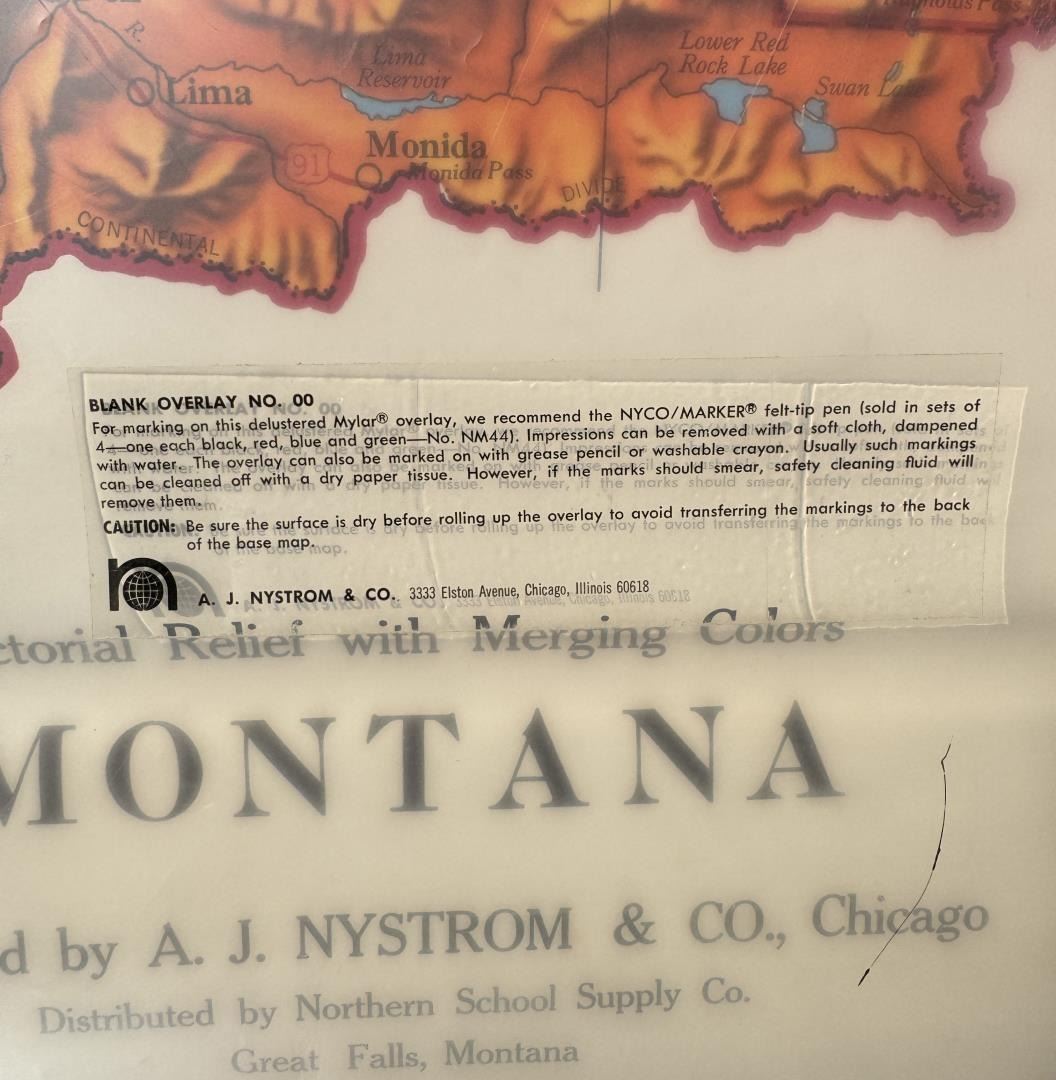 R.
Lima
Lima
Reservoir
Lower Red
Rock Lake
Swan Lake
Monida
91
Monida Pass
DIVIDE
CONTINENTAL
BLANK OVERLAY NO. 00
For marking on this delustered Mylar® overlay, we recommend the NYCO/MARKER® felt-tip pen (sold in sets of
4—one each black, red, blue and green—No. NM44). Impressions can be removed with a soft cloth, dampened
with water. The overlay can also be marked on with grease pencil or washable crayon. Usually such markings
can be cleaned off with a dry paper tissue. However, if the marks should smear, safety cleaning fluid will
remove them.
CAUTION: Be sure the surface is dry before rolling up the overlay to avoid transferring the markings to the back
of the base map.
A. J. NYSTROM & CO. 3333 Elston Avenue, Chicago, Illinois 60618
ctorial Relief with Merging Colors
MONTANA
d by A. J. NYSTROM & CO., Chicago
Distributed by Northern School Supply Co.
Great Falls, Montana